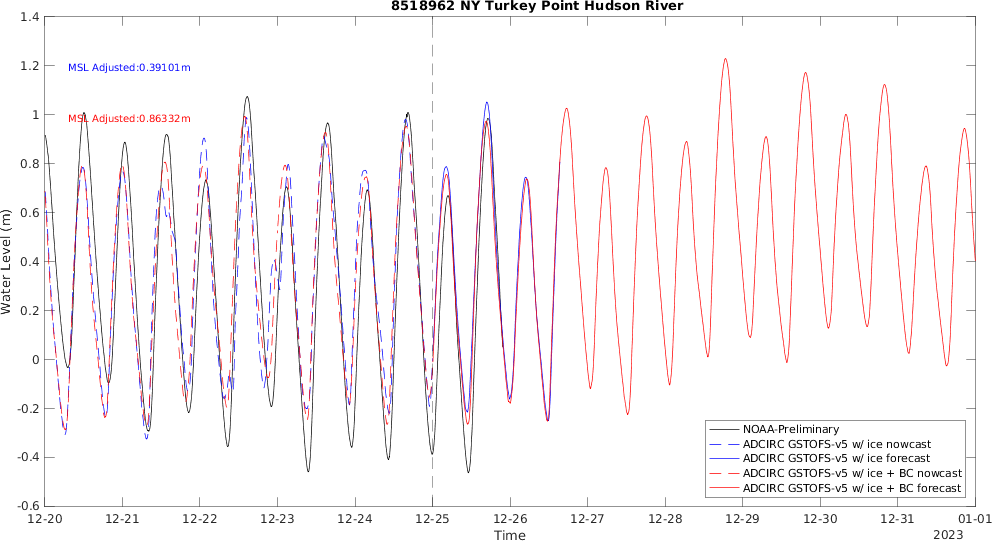 8518962 NY Turkey Point Hudson River
1.4
1.2
1
0.8
0.6
0.4
0.2
0
-0.2
-0.4
-0.6
Water Level (m)
MSL Adjusted:0.39101m
MSL Adjusted:0.86332m
NOAA-Preliminary
ADCIRC GSTOFS-v5 w/ ice nowcast
ADCIRC GSTOFS-v5 w/ ice forecast
ADCIRC GSTOFS-v5 w/ ice + BC nowcast
ADCIRC GSTOFS-v5 w/ ice + BC forecast
12-20 12-21 12-22 12-23 12-24 12-25 12-26 12-27 12-28 12-29 12-30 12-31 01-01
Time 2023